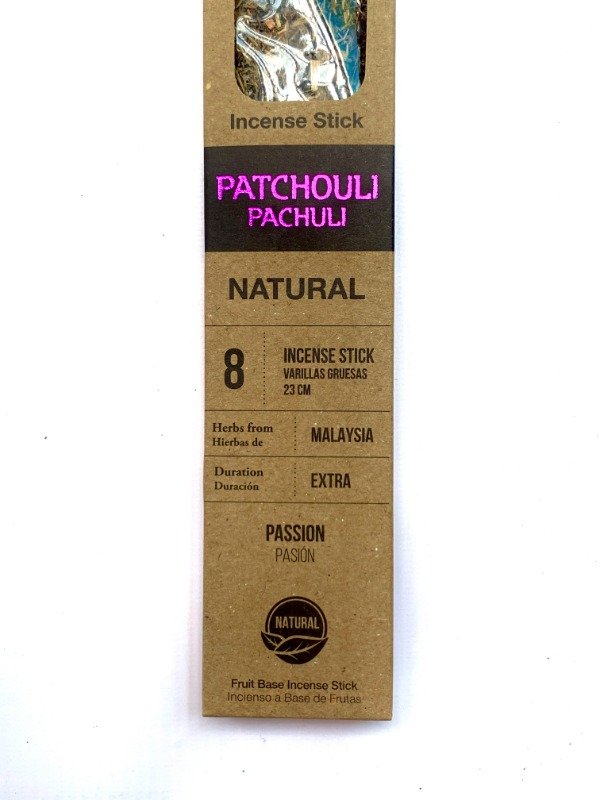 Incense Stick
PATCHOULI
PACHULI
NATURAL
8
INCENSE STICK
VARILLAS GRUESAS
23 CM
Herbs from
Hierbas de
MALAYSIA
Duration
Duración
EXTRA
PASSION
PASIÓN
NATURAL
Fruit Base Incense Stick
Incienso a Base de Frutas